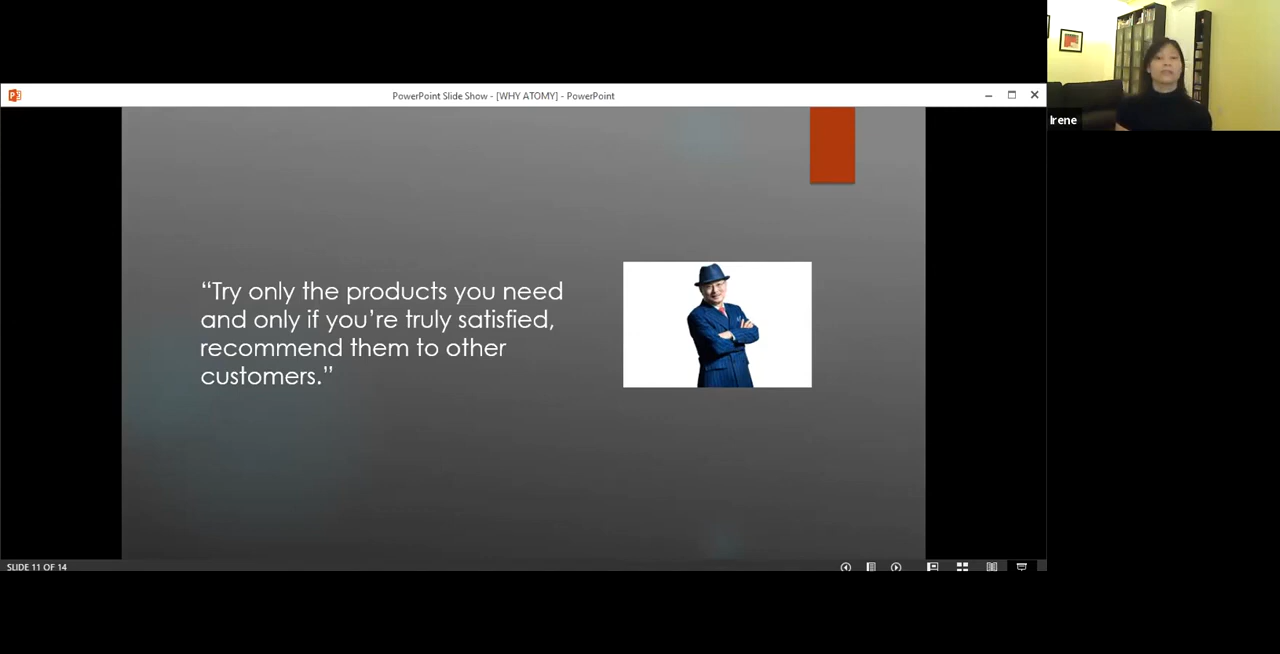 PowerPoint Slide Show - [WHY ATOMY] - PowerPoint
Irene
“Try only the products you need
and only if you’re truly satisfied,
recommend them to other
customers.”
SLIDE 11 OF 14